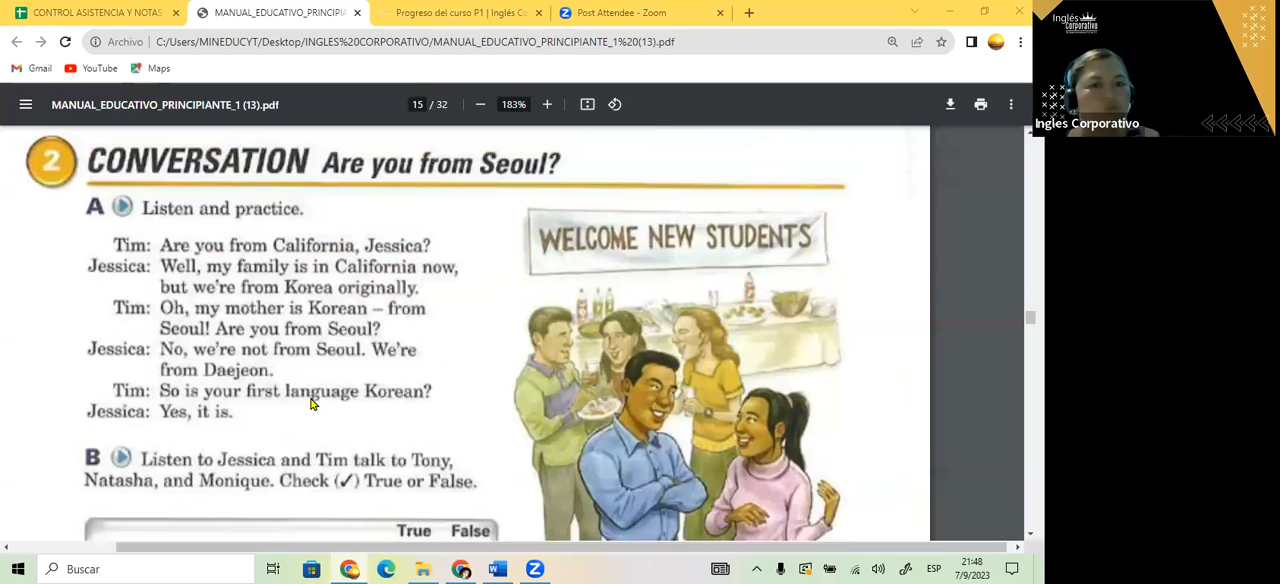 CONTROL ASISTENCIA Y NOTAS
MANUAL_EDUCATIVO_PRINCIPIA
Progreso del curso P1 | Inglés Co
Post Attendee - Zoom
Archivo
C:/Users/MINEDUCYT/Desktop/INGLES%20CORPORATIVO/MANUAL_EDUCATIVO_PRINCIPIANTE_1%20(13).pdf
Gmail
YouTube
Maps
MANUAL_EDUCATIVO_PRINCIPIANTE_1 (13).pdf
15 / 32
183%
2 CONVERSATION Are you from Seoul?
A Listen and practice.
Tim: Are you from California, Jessica?
Jessica: Well, my family is in California now,
but we're from Korea originally.
Tim: Oh, my mother is Korean – from
Seoul! Are you from Seoul?
Jessica: No, we're not from Seoul. We're
from Daejeon.
Tim: So is your first language Korean?
Jessica: Yes, it is.
B Listen to Jessica and Tim talk to Tony,
Natasha, and Monique. Check (✓) True or False.
True False
WELCOME NEW STUDENTS
Inglés
Corporativo
Ingles Corporativo
Buscar
ESP
21:48
7/9/2023